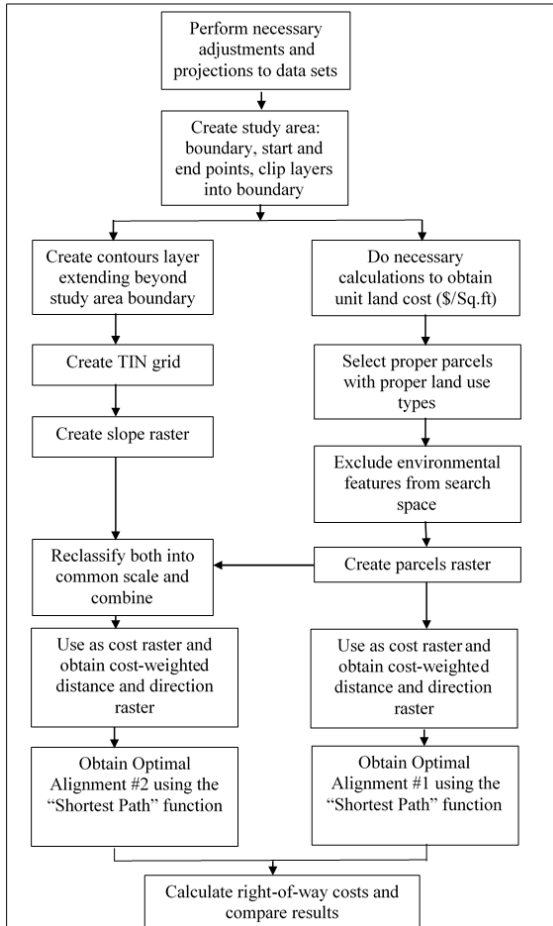 Perform necessary
adjustments and
projections to data sets
Create study area:
boundary, start and
end points, clip layers
into boundary
Create contours layer
extending beyond
study area boundary
Do necessary
calculations to obtain
unit land cost ($/Sq.ft)
Create TIN grid
Select proper parcels
with proper land use
types
Create slope raster
Exclude environmental
features from search
space
Reclassify both into
common scale and
combine
Create parcels raster
Use as cost raster and
obtain cost-weighted
distance and direction
raster
Use as cost raster and
obtain cost-weighted
distance and direction
raster
Obtain Optimal
Alignment #2 using the
“Shortest Path” function
Obtain Optimal
Alignment #1 using the
“Shortest Path” function
Calculate right-of-way costs and
compare results